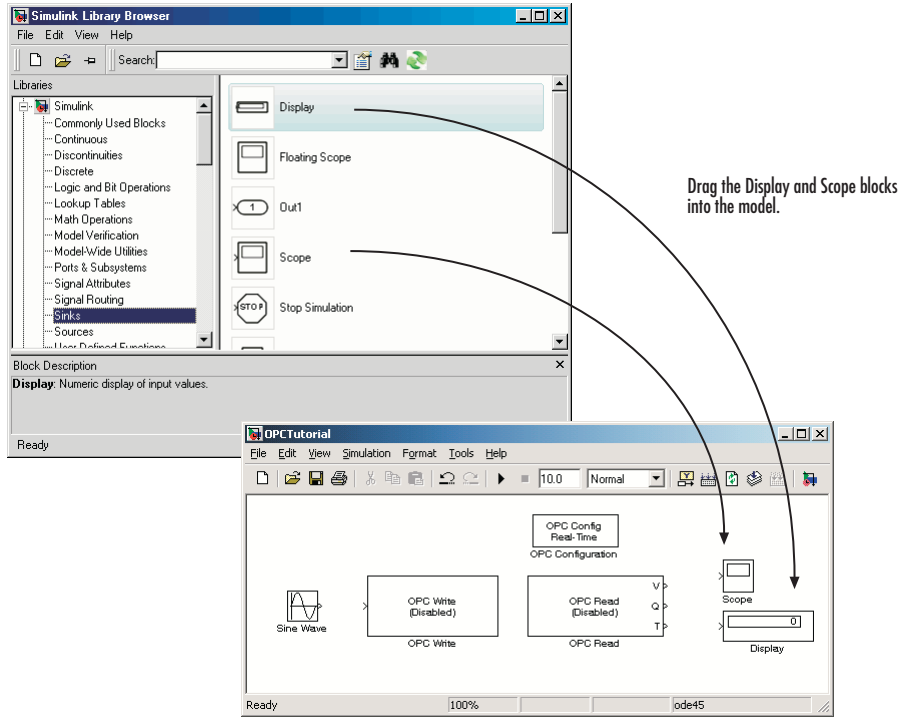 Simulink Library Browser
File Edit View Help
Search:
Libraries
Simulink
Commonly Used Blocks
Continuous
Discontinuities
Discrete
Logic and Bit Operations
Lookup Tables
Math Operations
Model Verification
Model-Wide Utilities
Ports & Subsystems
Signal Attributes
Signal Routing
Sinks
Sources
User-Defined Functions
Display
Floating Scope
1
Out1
Scope
STOP
Stop Simulation
Block Description
Display: Numeric display of input values.
Ready
Drag the Display and Scope blocks
into the model.
OPCTutorial
File Edit View Simulation Format Tools Help
10.0 Normal
OPC Config
Real-Time
OPC Configuration
Sine Wave
OPC Write
(Disabled)
OPC Write
OPC Read
(Disabled)
V
Q
T
OPC Read
Scope
0
Display
Ready 100% ode45